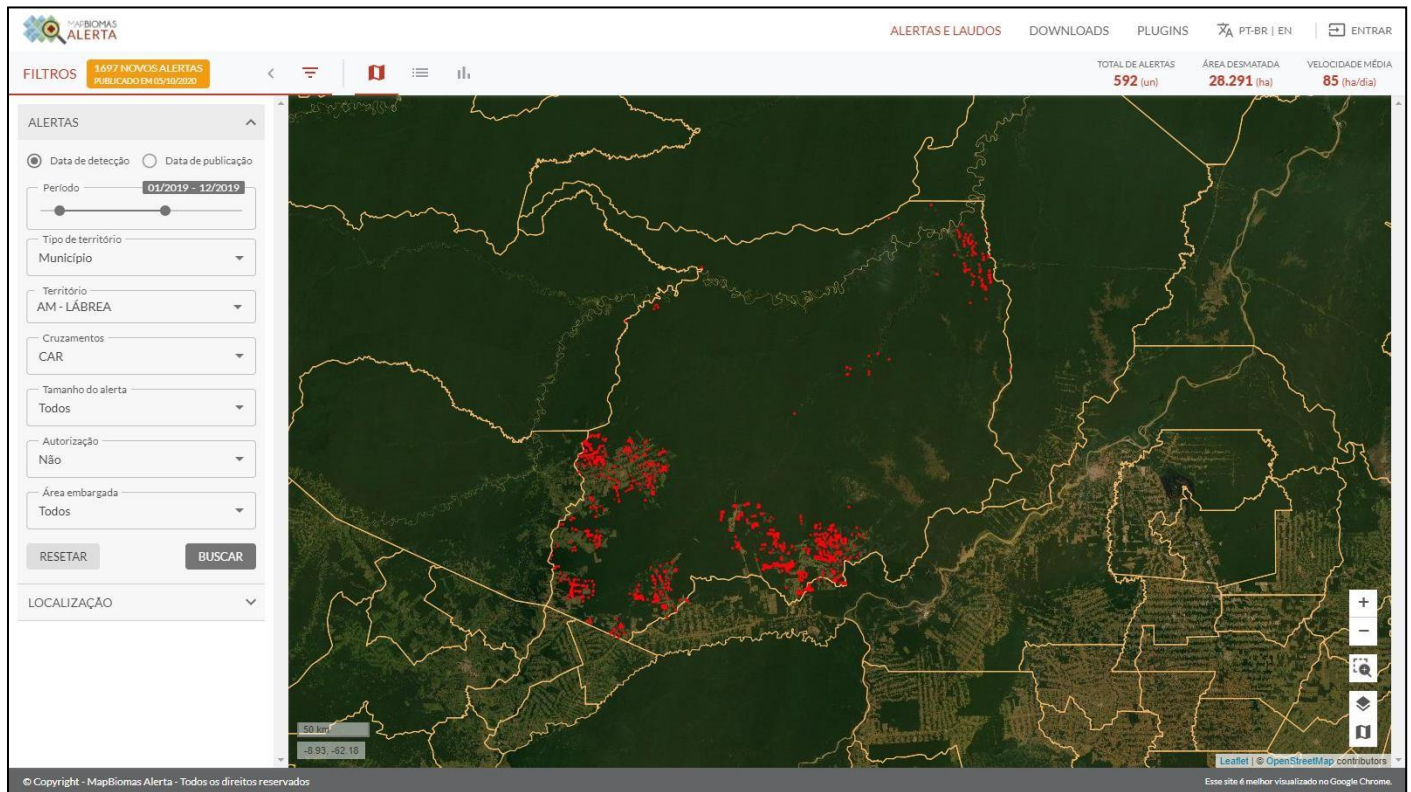 MAPBIOMAS
ALERTA
ALERTAS E LAUDOS
DOWNLOADS
PLUGINS
PT-BR | EN
ENTRAR
FILTROS
1697 NOVOS ALERTAS
PUBLICADO EM 05/10/2020
TOTAL DE ALERTAS
592 (un)
ÁREA DESMATADA
28.291 (ha)
VELOCIDADE MÉDIA
85 (ha/dia)
ALERTAS
Data de detecção
Data de publicação
Período
01/2019 - 12/2019
Tipo de território
Município
Território
AM - LÁBREA
Cruzamentos
CAR
Tamanho do alerta
Todos
Autorização
Não
Área embargada
Todos
RESETAR
BUSCAR
LOCALIZAÇÃO
50 km
-8.93, -62.18
Leaflet | © OpenStreetMap contributors
© Copyright - MapBiomas Alerta - Todos os direitos reservados
Esse site é melhor visualizado no Google Chrome.